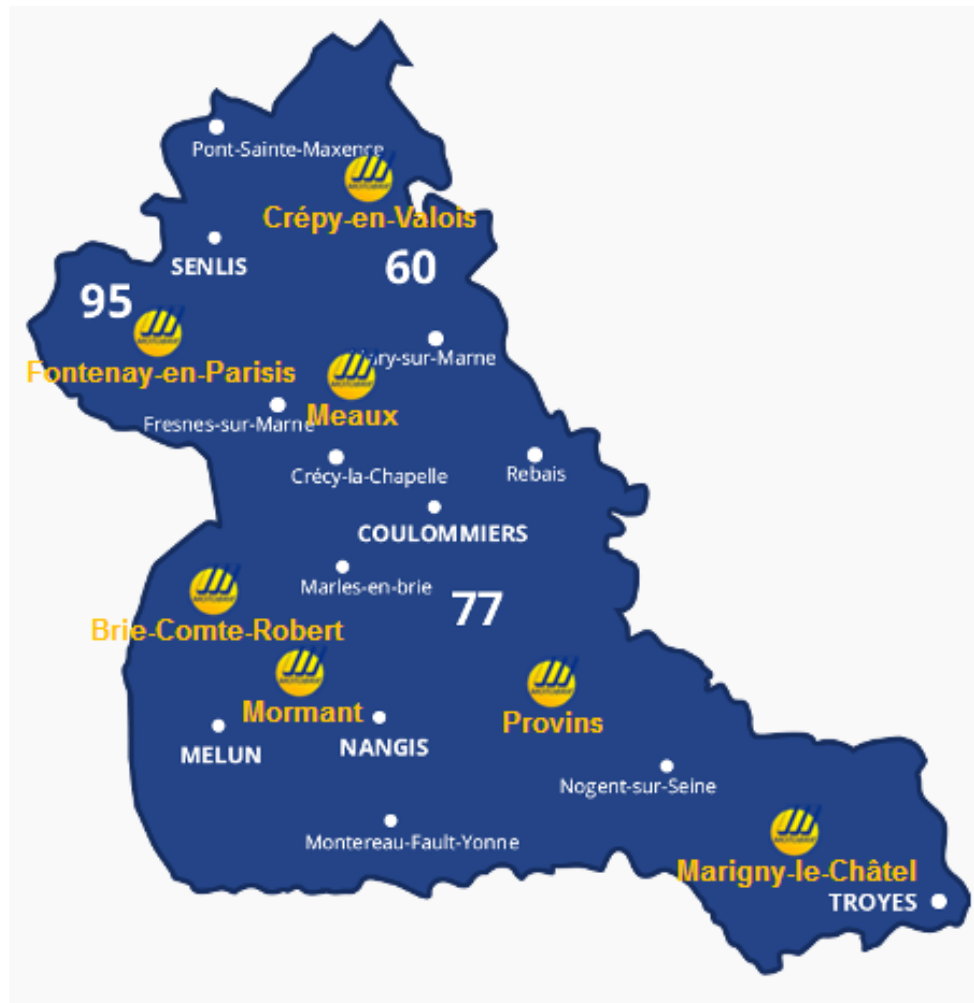 Pont-Sainte-Maxence
Crépy-en-Valois
SENLIS
60
95
ry-sur-Marne
Fontenay-en-Parisis
Meaux
Fresnes-sur-Marne
Crécy-la-Chapelle
Rebais
COULOMMIERS
Marles-en-brie
77
Brie-Comte-Robert
Mormant
Provins
NANGIS
MELUN
Nogent-sur-Seine
Montereau-Fault-Yonne
Marigny-le-Châtel
TROYES